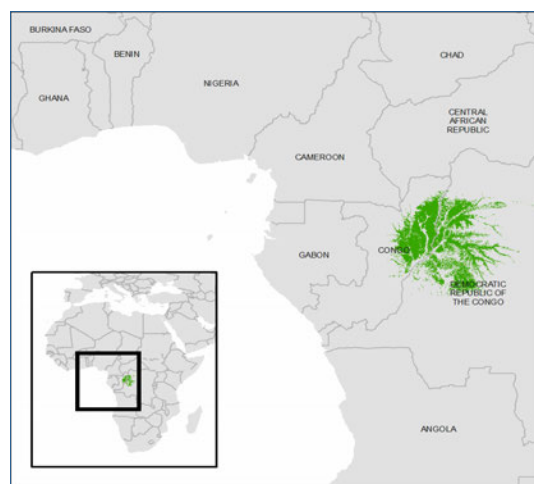 BURKINA FASO
BENIN
CHAD
NIGERIA
GHANA
CENTRAL
AFRICAN
REPUBLIC
CAMEROON
GABON
CONGO
DEMOCRATIC
REPUBLIC OF
THE CONGO
ANGOLA